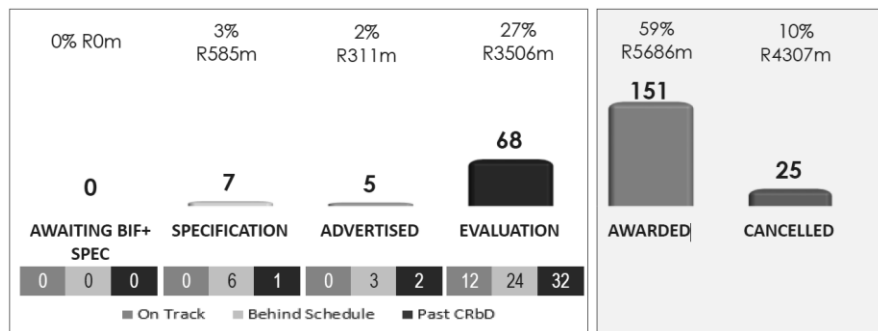 0% R0m
3%
R585m
2%
R311m
27%
R3506m
59%
R5686m
10%
R4307m
0
7
5
68
151
25
AWAITING BIF+
SPEC
SPECIFICATION
ADVERTISED
EVALUATION
AWARDED
CANCELLED
0 0 0
0 6 1
0 3 2
12 24 32
On Track
Behind Schedule
Past CRbD